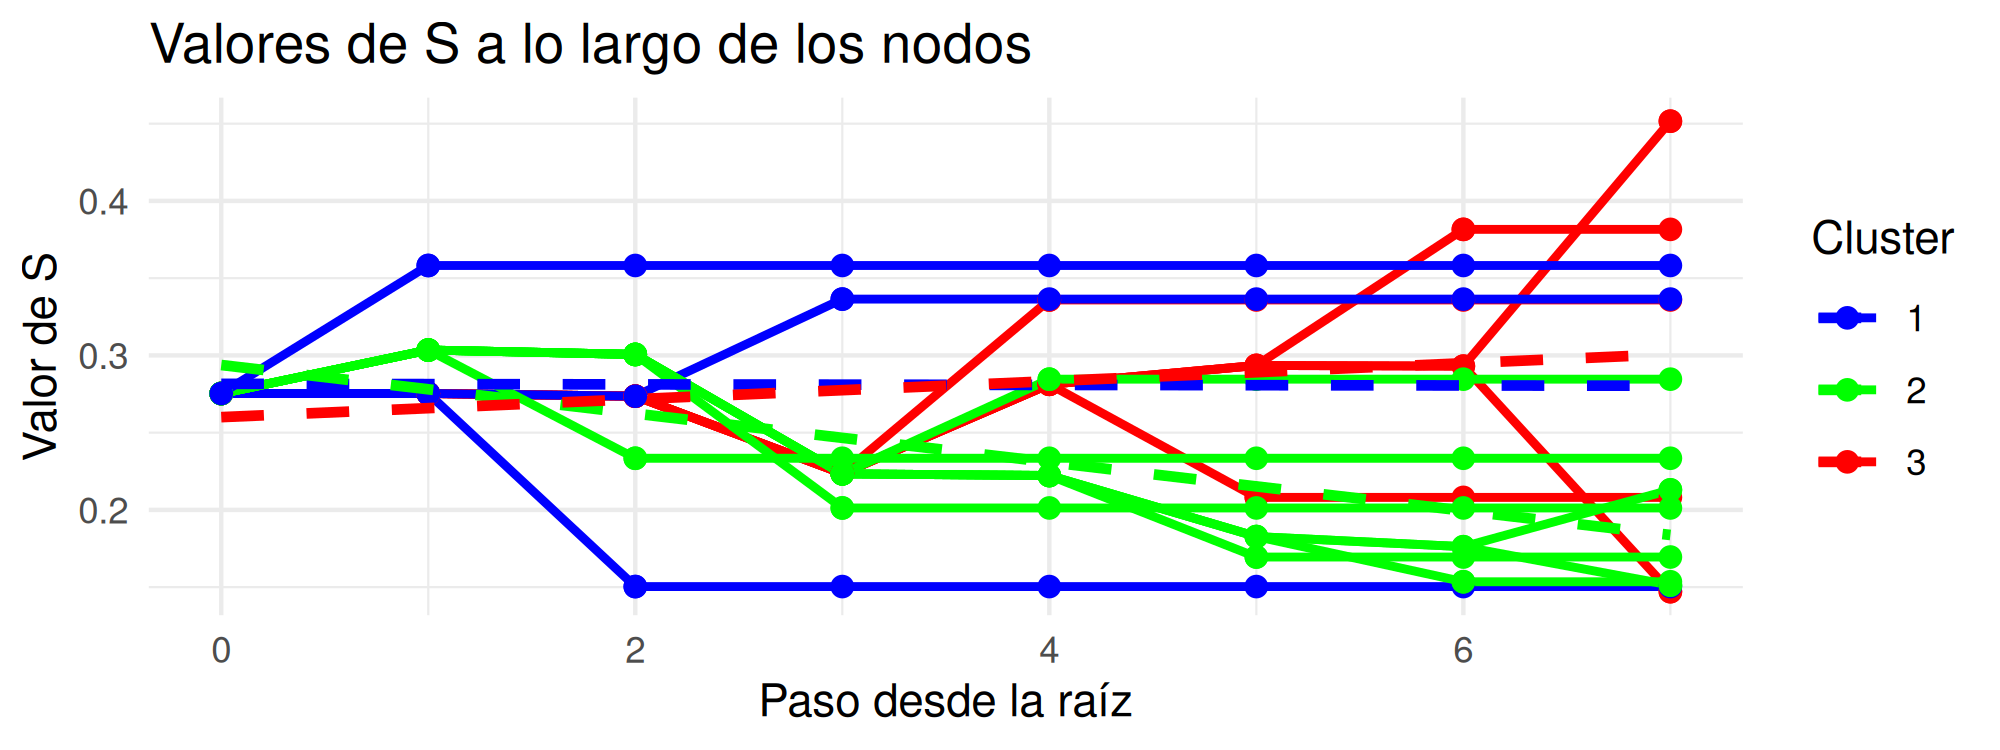 Valores de S a lo largo de los nodos
0.4
0.3
0.2
Valor de S
0 2 4 6
Paso desde la raíz
Cluster
1
2
3